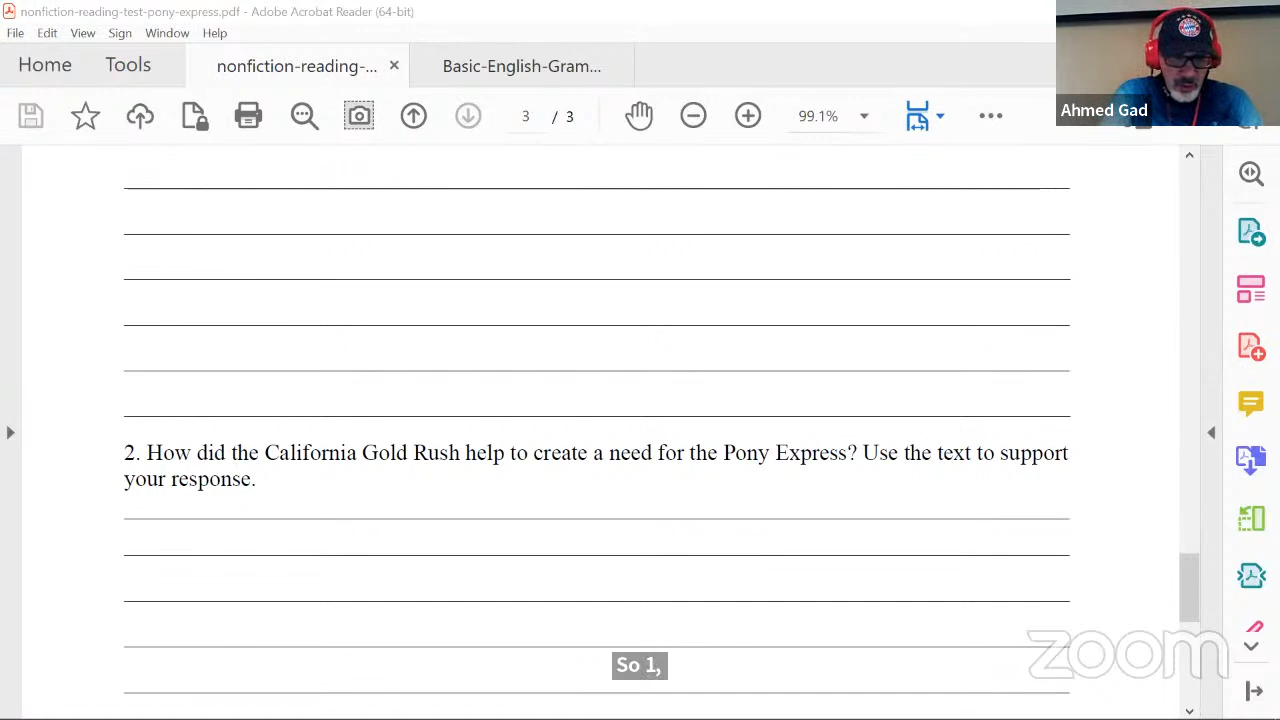 nonfiction-reading-test-pony-express.pdf - Adobe Acrobat Reader (64-bit)
File Edit View Sign Window Help
Home Tools nonfiction-reading-... Basic-English-Gram...
3 / 3 99.1%
Ahmed Gad
2. How did the California Gold Rush help to create a need for the Pony Express? Use the text to support
your response.
So 1,
zoom